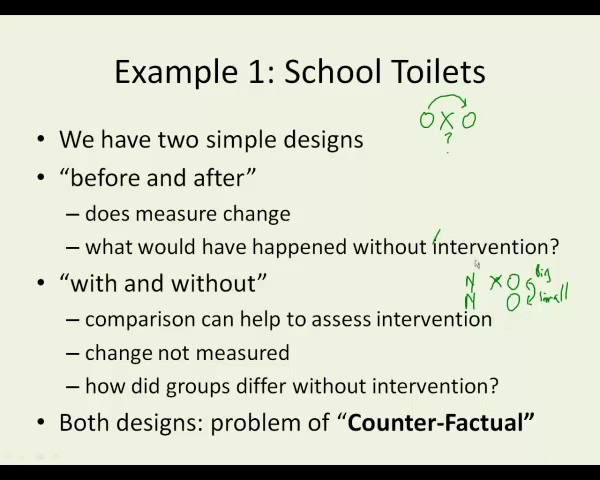 Example 1: School Toilets
O X O
?
• We have two simple designs
• “before and after”
– does measure change
– what would have happened without intervention?
• “with and without”
N X O big
N O small
– comparison can help to assess intervention
– change not measured
– how did groups differ without intervention?
• Both designs: problem of “Counter-Factual”